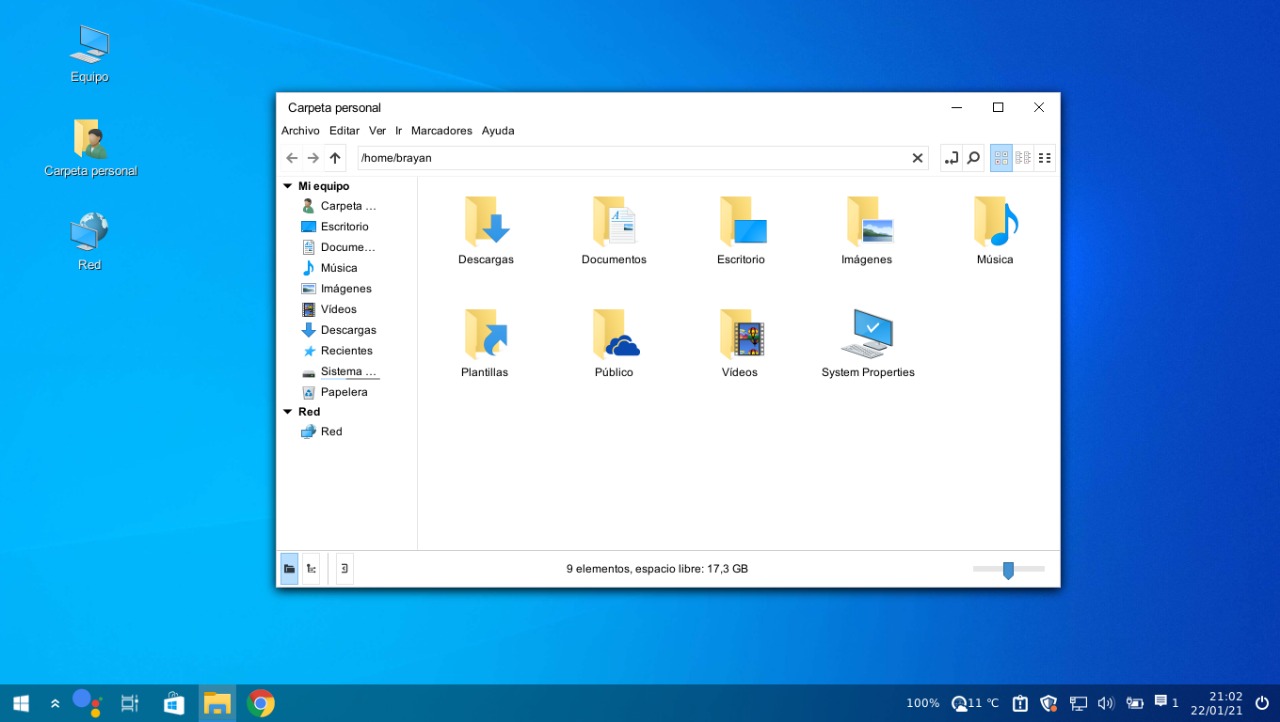 Equipo
Carpeta personal
Red
Carpeta personal
Archivo Editar Ver Ir Marcadores Ayuda
/home/brayan
Mi equipo
Carpeta ...
Escritorio
Docume...
Música
Imágenes
Vídeos
Descargas
Recientes
Sistema ...
Papelera
Red
Red
Descargas Documentos Escritorio Imágenes Música
Plantillas Público Vídeos System Properties
9 elementos, espacio libre: 17,3 GB
100% 11 °C 1 21:02
22/01/21